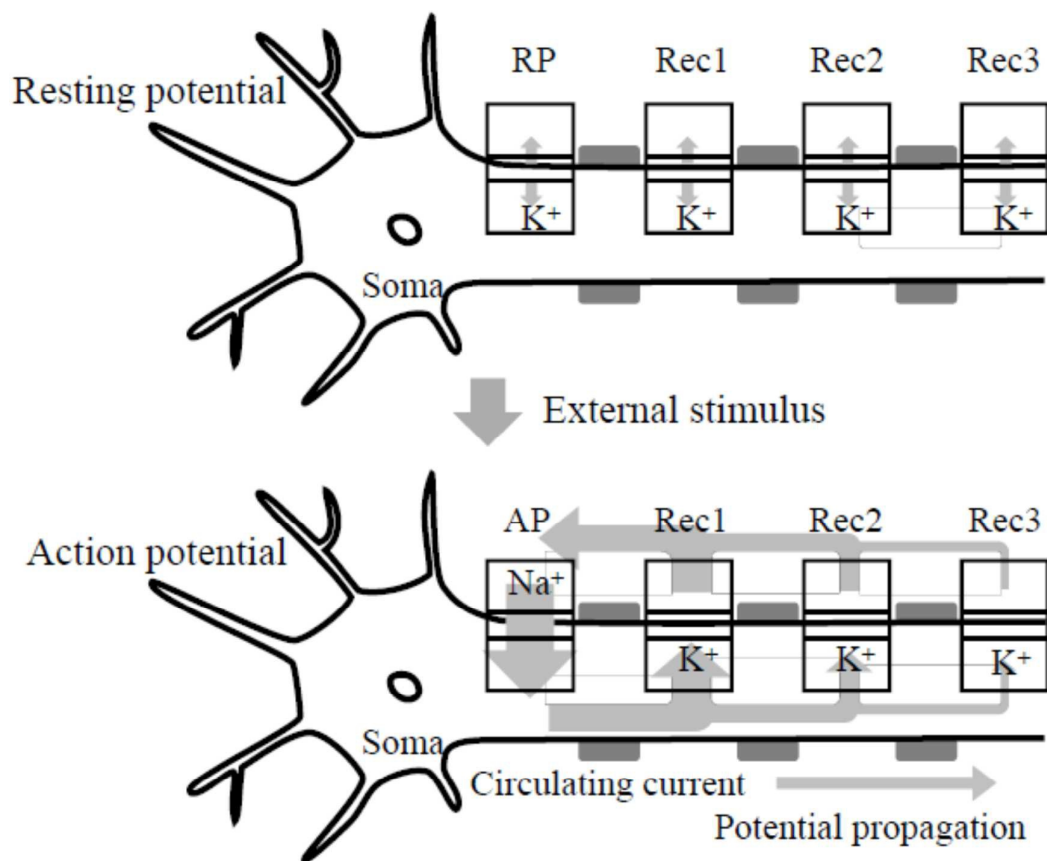 RP Rec1 Rec2 Rec3
Resting potential
K⁺ K⁺ K⁺ K⁺
Soma
External stimulus
AP Rec1 Rec2 Rec3
Action potential
Na⁺
K⁺ K⁺ K⁺
Soma
Circulating current
Potential propagation